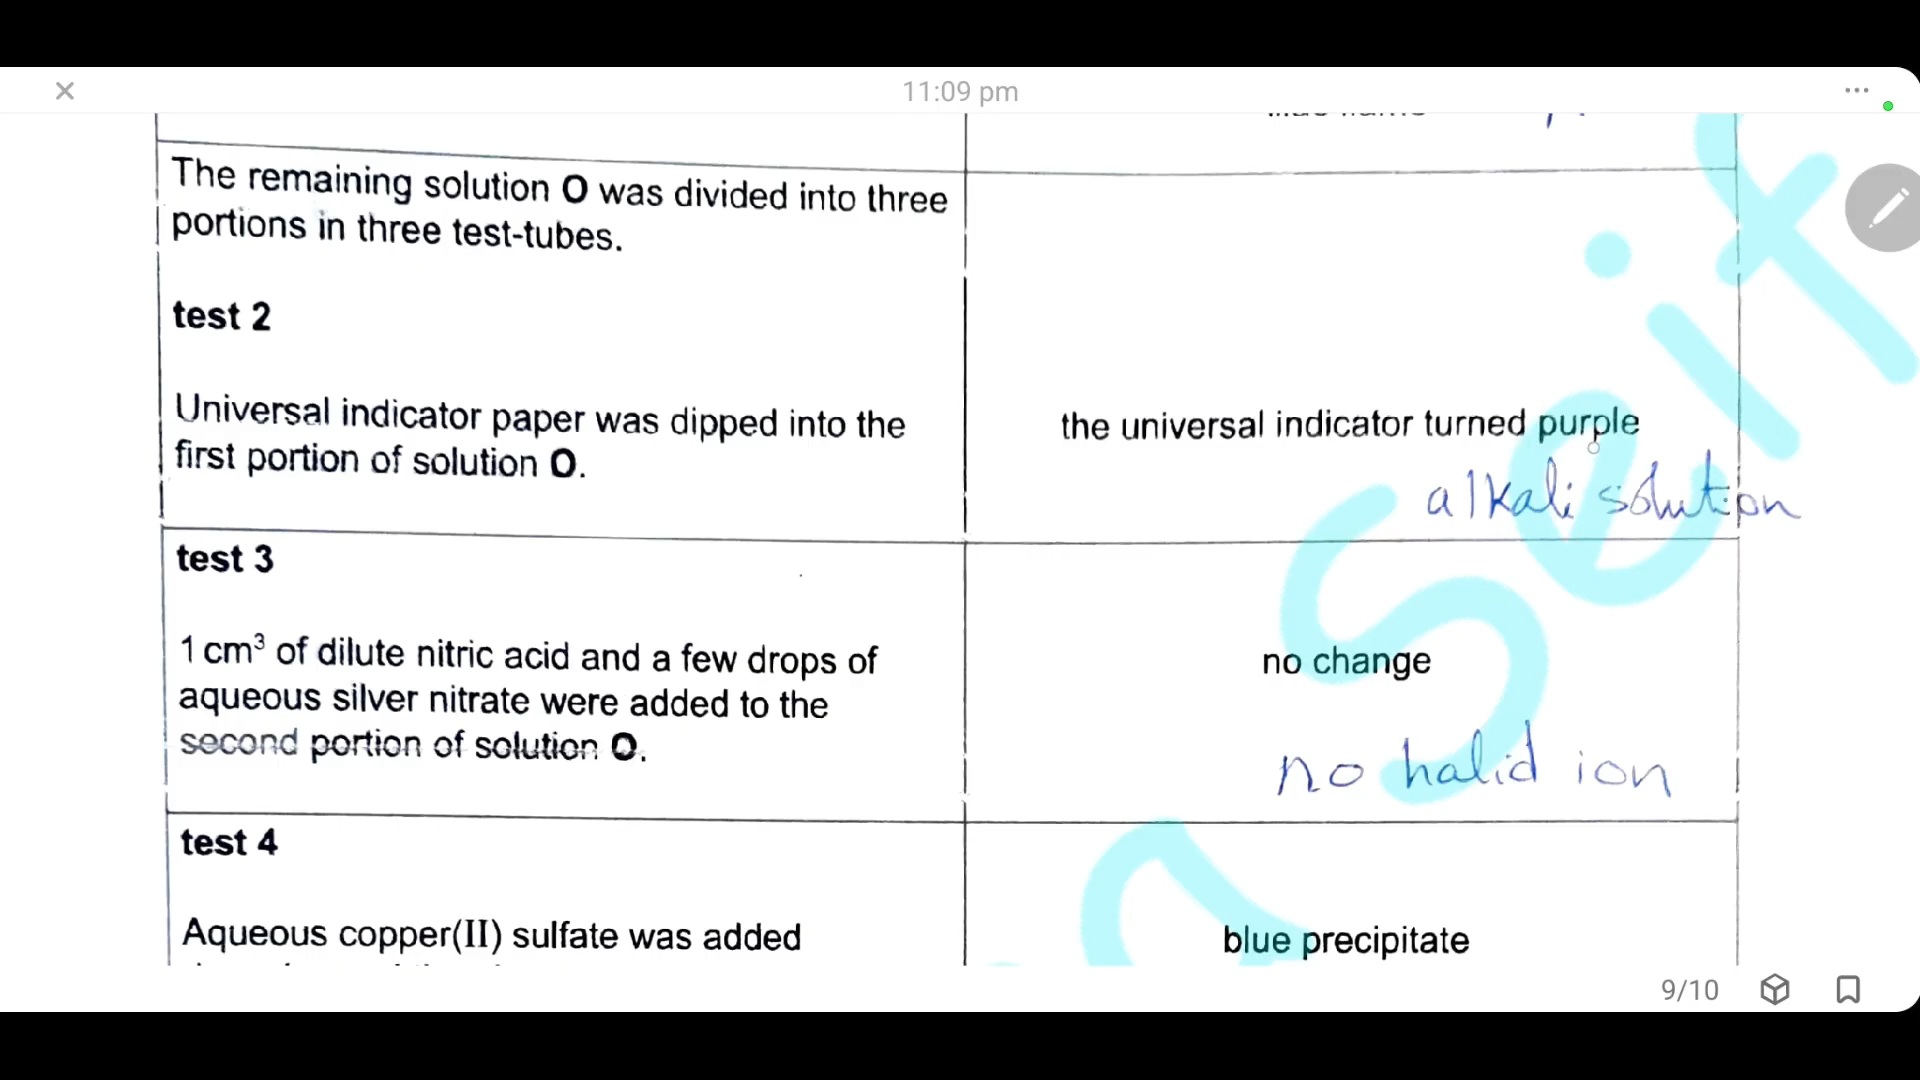 11:09 pm
The remaining solution O was divided into three
portions in three test-tubes.
test 2
Universal indicator paper was dipped into the
first portion of solution O.
the universal indicator turned purple
alkali solution
test 3
1 cm³ of dilute nitric acid and a few drops of
aqueous silver nitrate were added to the
second portion of solution O.
no change
no halid ion
test 4
Aqueous copper(II) sulfate was added
blue precipitate
Seif
9/10